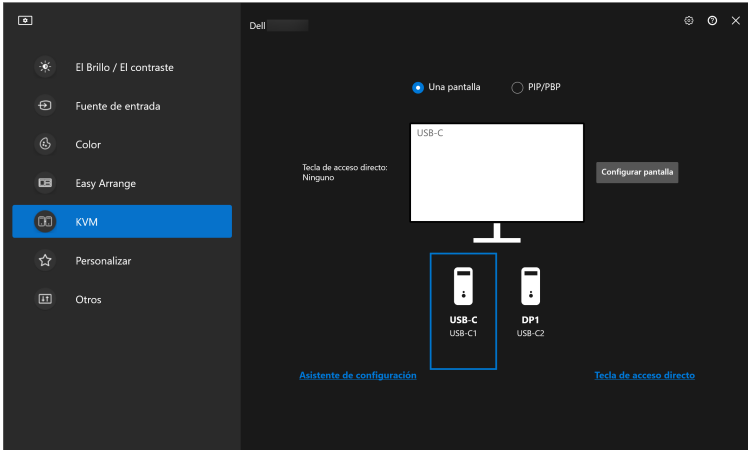 Dell
El Brillo / El contraste
Fuente de entrada
Color
Easy Arrange
KVM
Personalizar
Otros
Una pantalla
PIP/PBP
USB-C
Tecla de acceso directo:
Ninguno
Configurar pantalla
USB-C
USB-C1
DP1
USB-C2
Asistente de configuración
Tecla de acceso directo